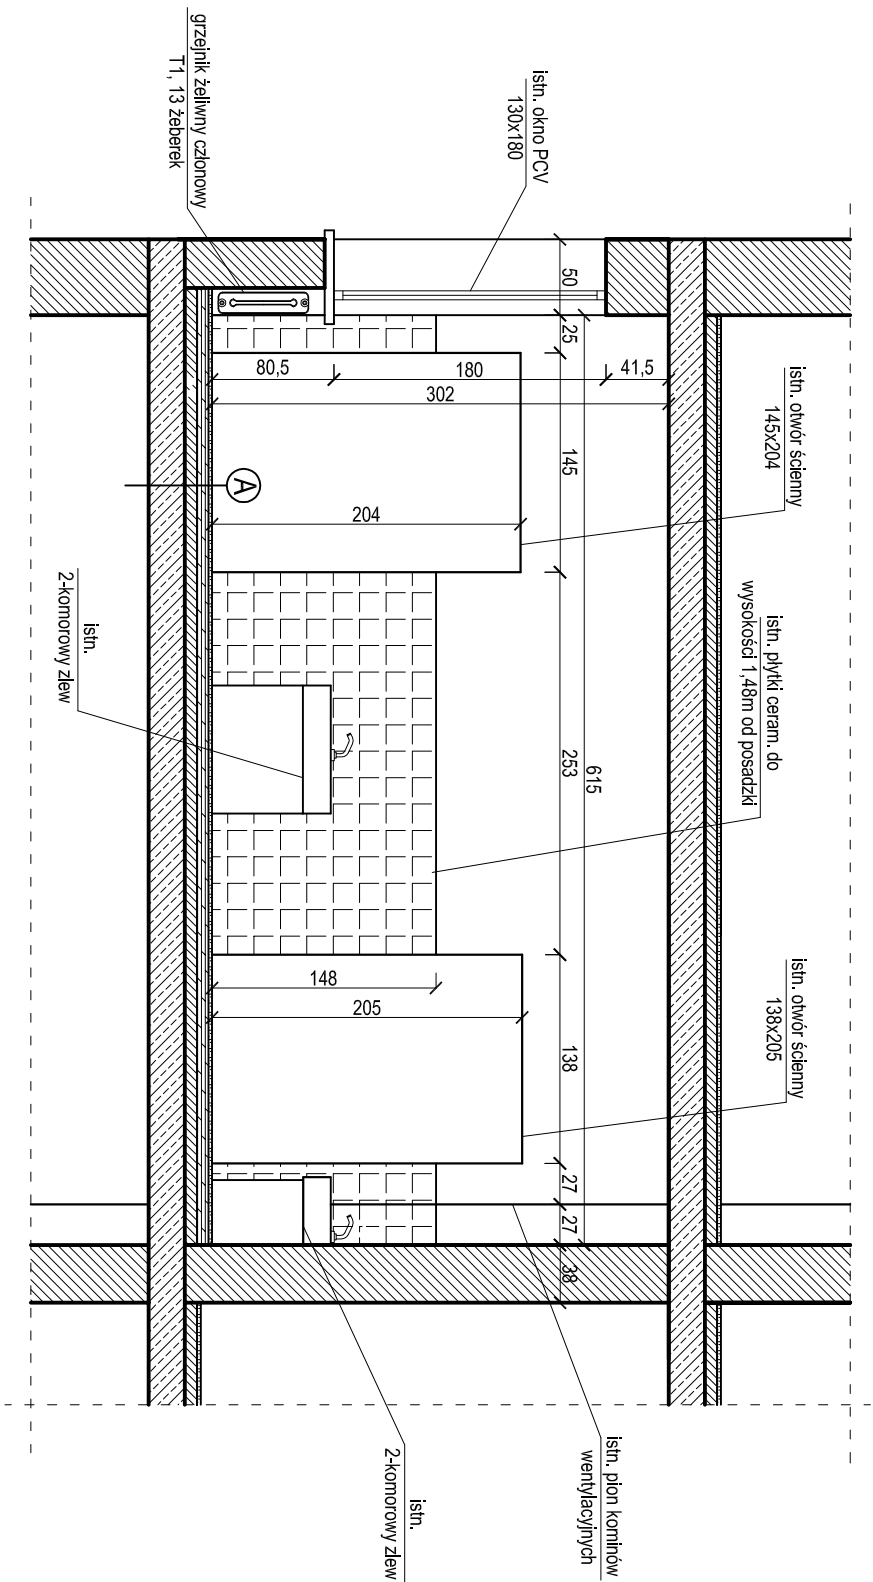 istn. okno PCV
130x180
grzejnik żeliwny członowy
T1, 13 żeberek
istn. otwór ścienny
145x204
istn. płytki ceram. do
wysokości 1,48m od posadzki
istn. otwór ścienny
138x205
istn. pion kominów
wentylacyjnych
istn.
2-komorowy zlew
istn.
2-komorowy zlew
A
615
50
25
145
253
138
27
27
38
41,5
180
80,5
302
204
148
205